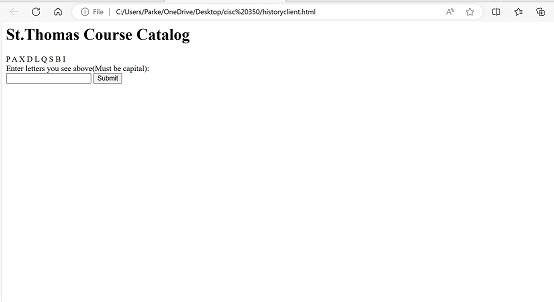 File | C:/Users/Parke/OneDrive/Desktop/cisc%20350/historyclient.html
St.Thomas Course Catalog
P A X D L Q S B I
Enter letters you see above(Must be capital):
Submit